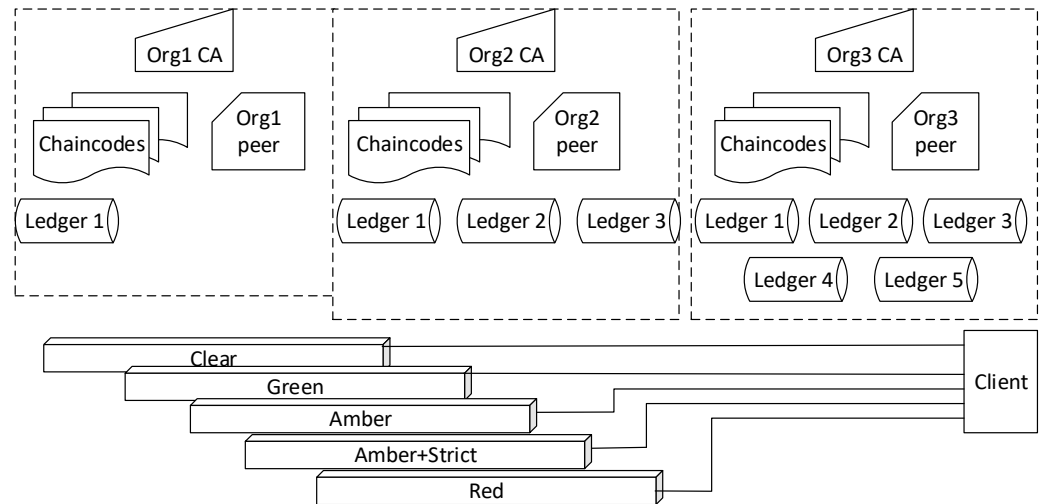 Org1 CA
Org2 CA
Org3 CA
Chaincodes
Org1
peer
Chaincodes
Org2
peer
Chaincodes
Org3
peer
Ledger 1
Ledger 1
Ledger 2
Ledger 3
Ledger 1
Ledger 2
Ledger 3
Ledger 4
Ledger 5
Clear
Green
Amber
Amber+Strict
Red
Client